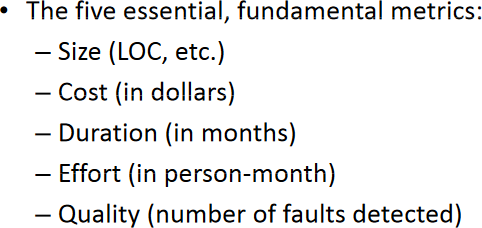 • The five essential, fundamental metrics:
– Size (LOC, etc.)
– Cost (in dollars)
– Duration (in months)
– Effort (in person-month)
– Quality (number of faults detected)